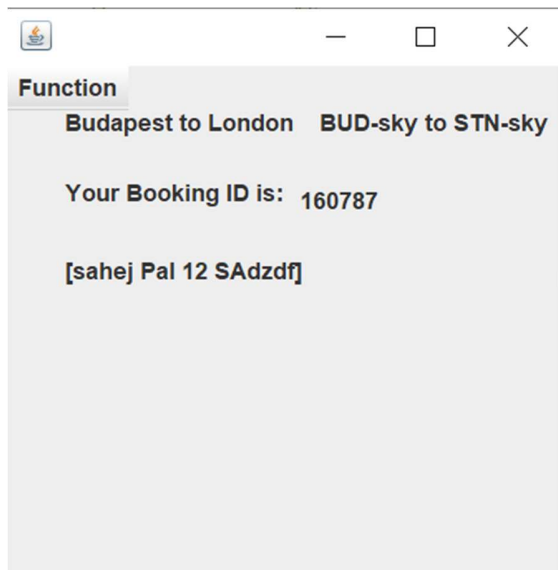 Function
Budapest to London BUD-sky to STN-sky
Your Booking ID is: 160787
[sahej Pal 12 SAdzdf]